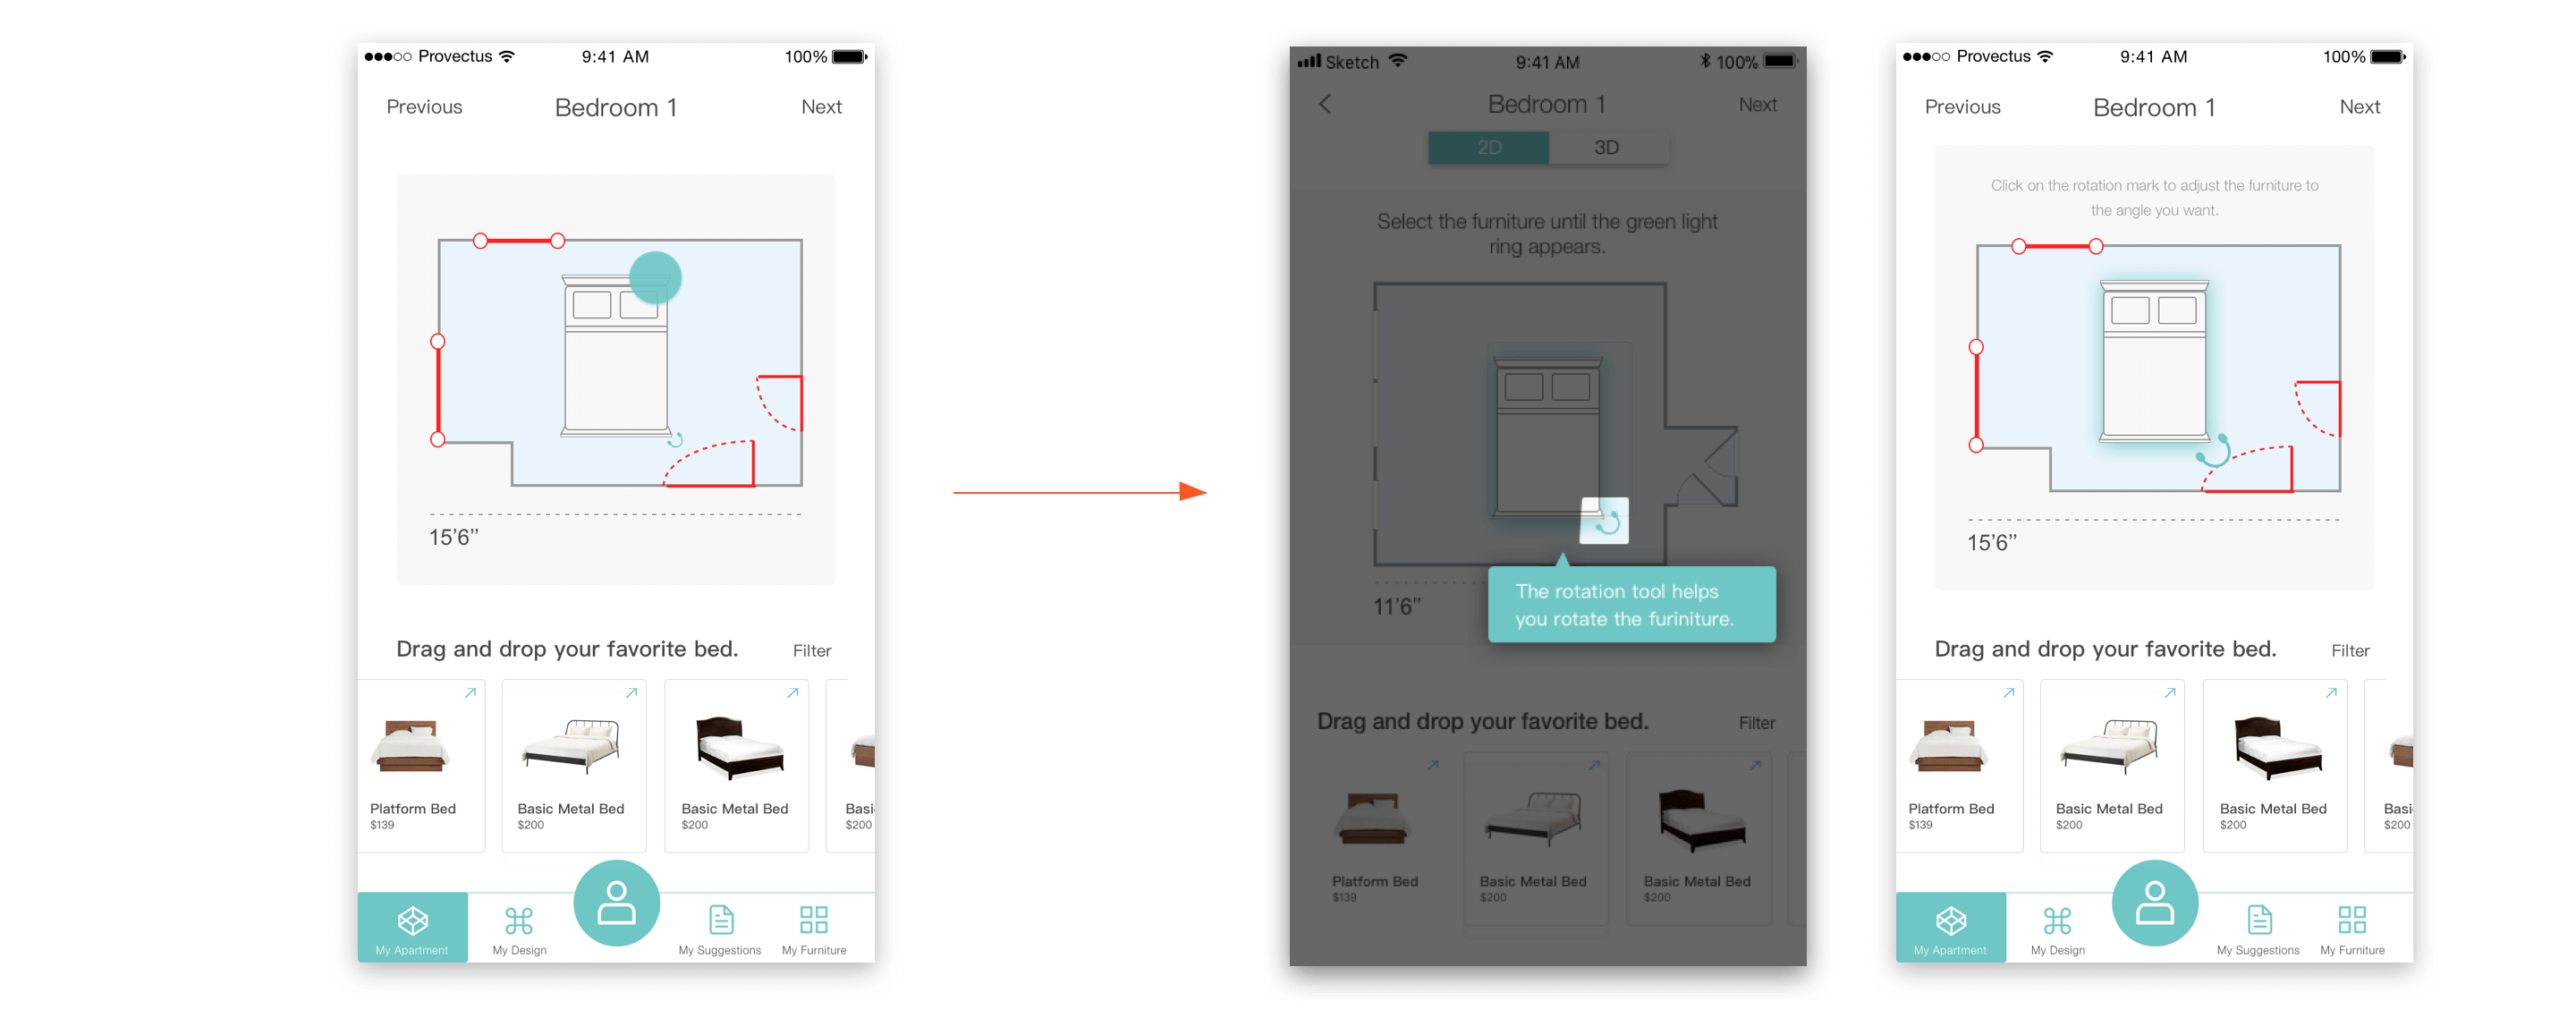 Provectus 9:41 AM 100%
Previous Bedroom 1 Next
15'6"
Drag and drop your favorite bed. Filter
Platform Bed
$139
Basic Metal Bed
$200
Basic Metal Bed
$200
Basi
$200
My Apartment My Design My Suggestions My Furniture
Sketch 9:41 AM 100%
Bedroom 1 Next
2D 3D
Select the furniture until the green light
ring appears.
The rotation tool helps
you rotate the furiniture.
11'6"
Drag and drop your favorite bed. Filter
Platform Bed
$139
Basic Metal Bed
$200
Basic Metal Bed
$200
Provectus 9:41 AM 100%
Previous Bedroom 1 Next
Click on the rotation mark to adjust the furniture to
the angle you want.
15'6"
Drag and drop your favorite bed. Filter
Platform Bed
$139
Basic Metal Bed
$200
Basic Metal Bed
$200
Basi
$200
My Apartment My Design My Suggestions My Furniture